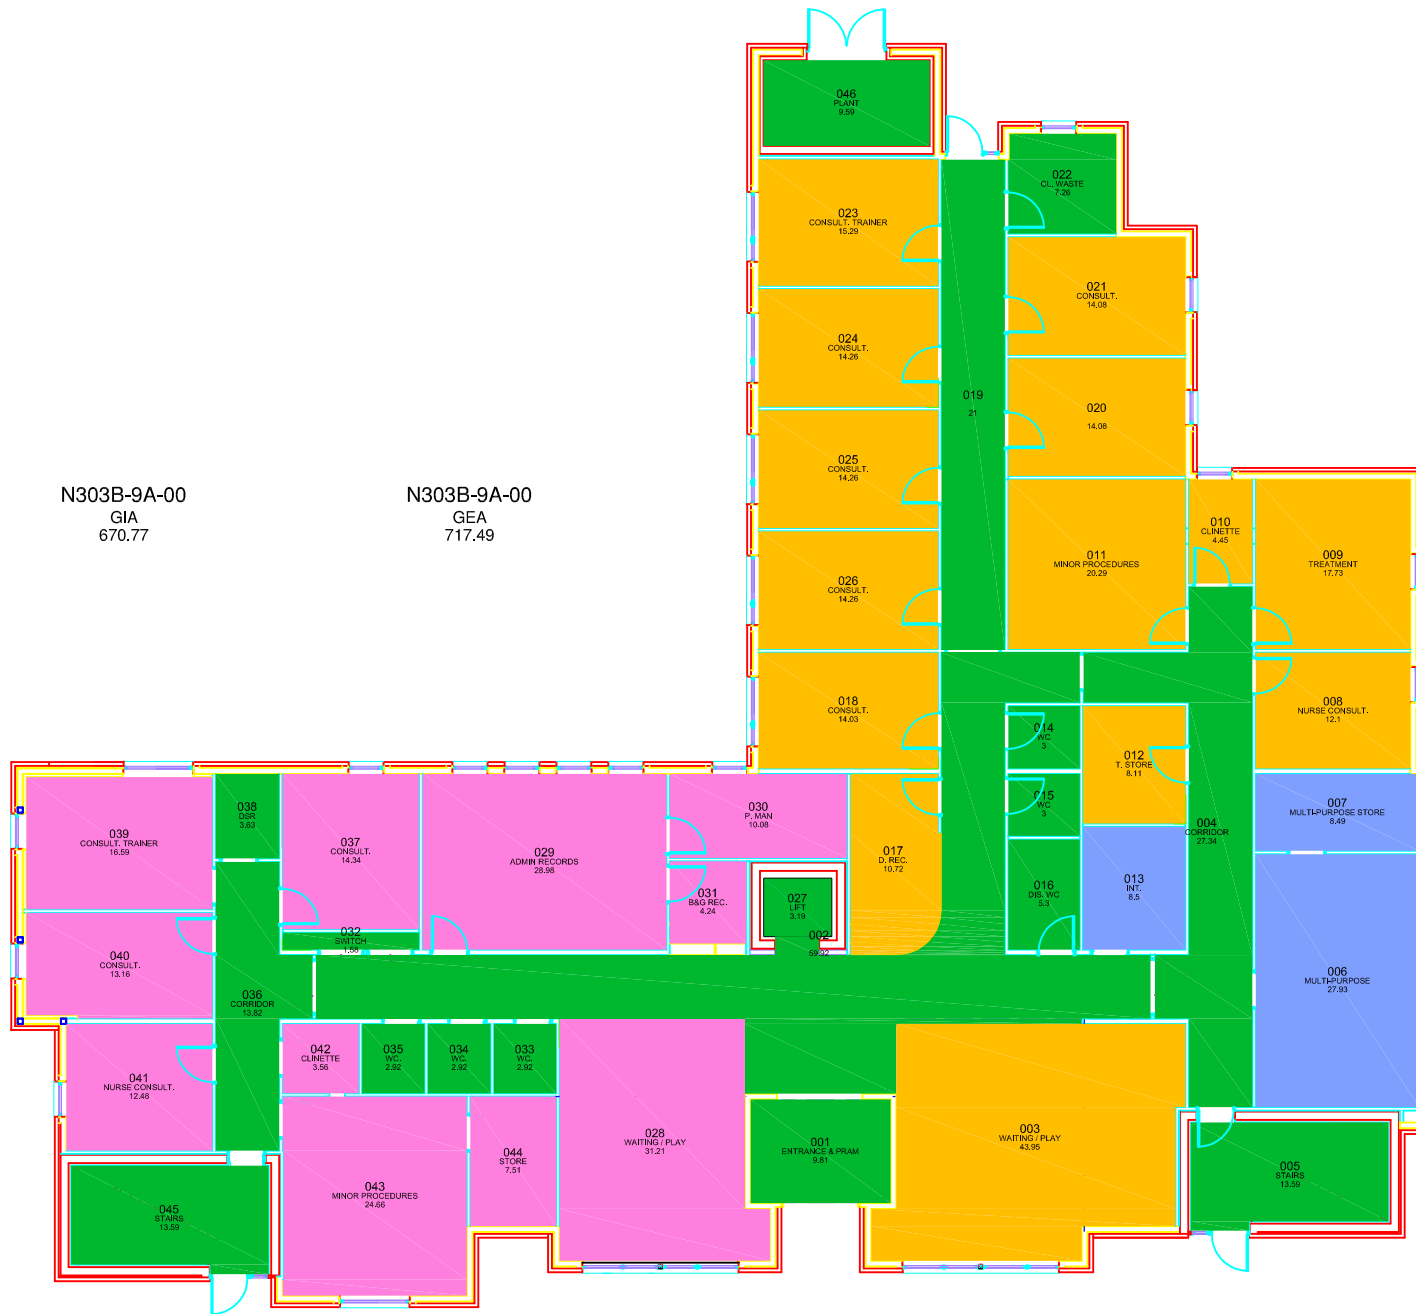 046
PLANT
9.59
022
CL. WASTE
7.26
023
CONSULT. TRAINER
15.29
021
CONSULT.
14.08
024
CONSULT.
14.26
019
21
020
14.08
025
CONSULT.
14.26
N303B-9A-00
GIA
670.77
N303B-9A-00
GEA
717.49
010
CLINETTE
4.45
011
MINOR PROCEDURES
20.29
009
TREATMENT
17.73
026
CONSULT.
14.26
018
CONSULT.
14.03
008
NURSE CONSULT.
12.1
014
WC
3
012
T. STORE
8.11
015
WC
3
004
CORRIDOR
27.34
007
MULTI-PURPOSE STORE
8.49
038
DSR
3.63
039
CONSULT. TRAINER
16.59
037
CONSULT.
14.34
029
ADMIN RECORDS
28.98
030
P. MAN
10.08
017
D. REC.
10.72
031
B&G REC.
4.24
027
LIFT
3.19
016
DIS. WC
5.3
013
INT.
8.5
032
SWITCH
1.58
002
59.92
040
CONSULT.
13.16
006
MULTI-PURPOSE
27.93
036
CORRIDOR
13.82
042
CLINETTE
3.56
035
WC.
2.92
034
WC.
2.92
033
WC.
2.92
041
NURSE CONSULT.
12.48
028
WAITING / PLAY
31.21
001
ENTRANCE & PRAM
9.81
003
WAITING / PLAY
43.95
044
STORE
7.51
005
STAIRS
13.59
043
MINOR PROCEDURES
24.66
045
STAIRS
13.59